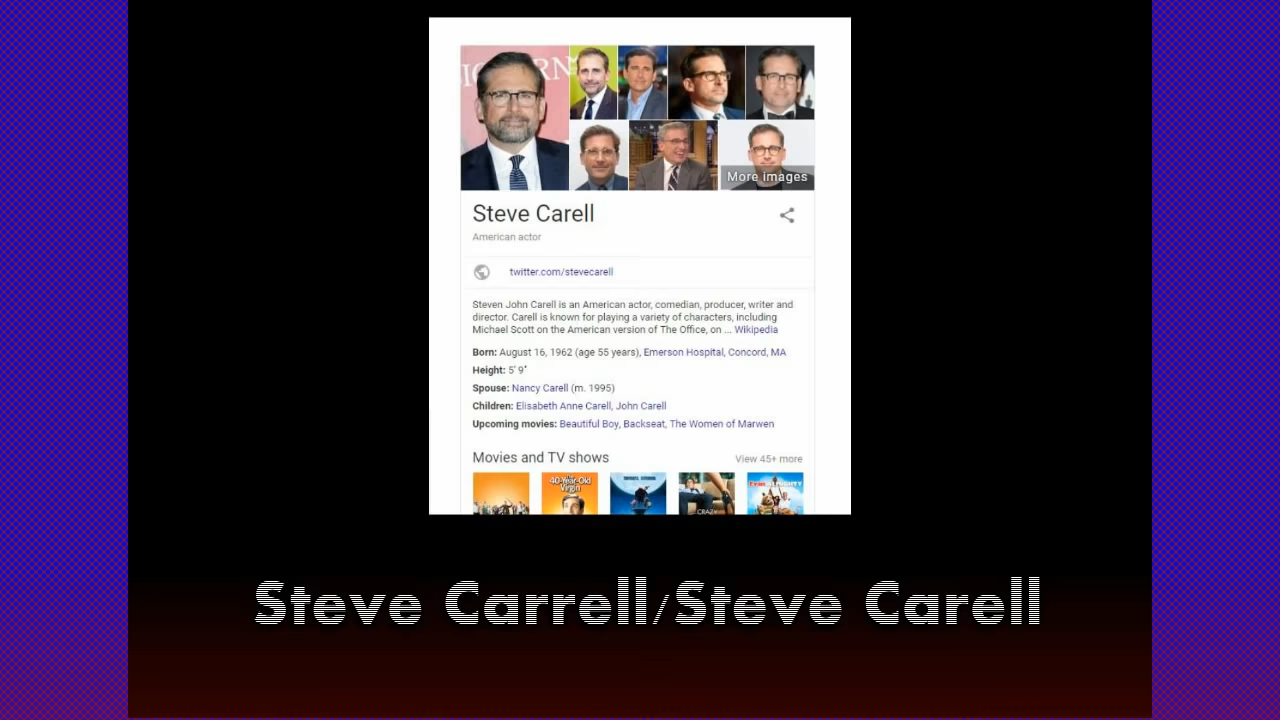 More images
Steve Carell
American actor
twitter.com/stevecarell
Steven John Carell is an American actor, comedian, producer, writer and
director. Carell is known for playing a variety of characters, including
Michael Scott on the American version of The Office, on ... Wikipedia
Born: August 16, 1962 (age 55 years), Emerson Hospital, Concord, MA
Height: 5' 9"
Spouse: Nancy Carell (m. 1995)
Children: Elisabeth Anne Carell, John Carell
Upcoming movies: Beautiful Boy, Backseat, The Women of Marwen
Movies and TV shows View 45+ more
40-Year-Old
Virgin
CRAZY
Steve Carrell/Steve Carell